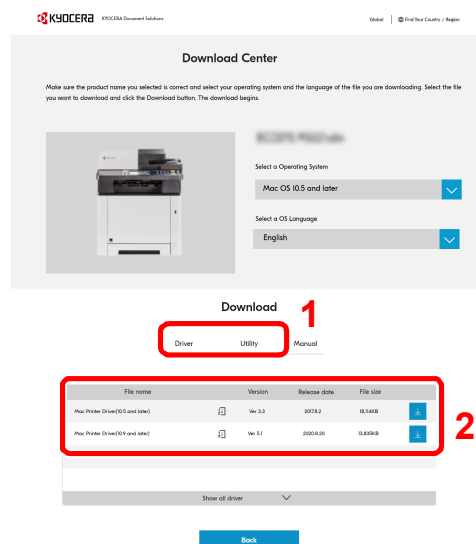 KYOCERA KYOCERA Document Solutions
Global Find Your Country / Region
Download Center
Make sure the product name you selected is correct and select your operating system and the language of the file you are downloading. Select the file
you want to download and click the Download button. The download begins.
Select a Operating System
Mac OS 10.5 and later
Select a OS Language
English
Download 1
Driver Utility Manual
File name Version Release date File size
Mac Printer Driver(10.5 and later) Ver 3.3 2017.8.2 18,114KB
Mac Printer Driver(10.9 and later) Ver 5.1 2020.8.20 13,835KB
2
Show all driver
Back